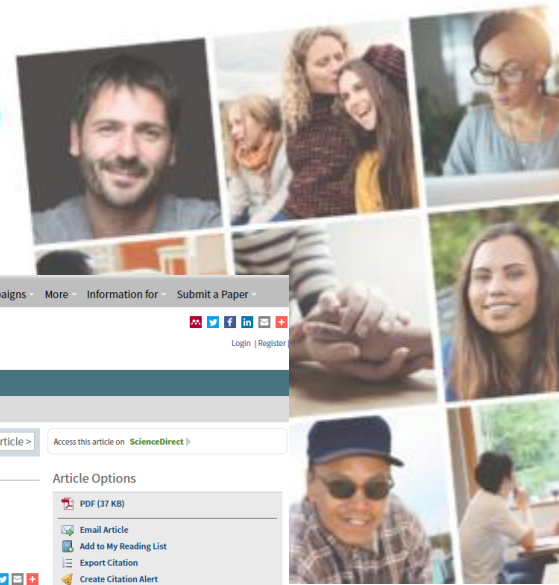 paigns More Information for Submit a Paper
Login | Register |
rticle >
Access this article on ScienceDirect
Article Options
PDF (37 KB)
Email Article
Add to My Reading List
Export Citation
Create Citation Alert